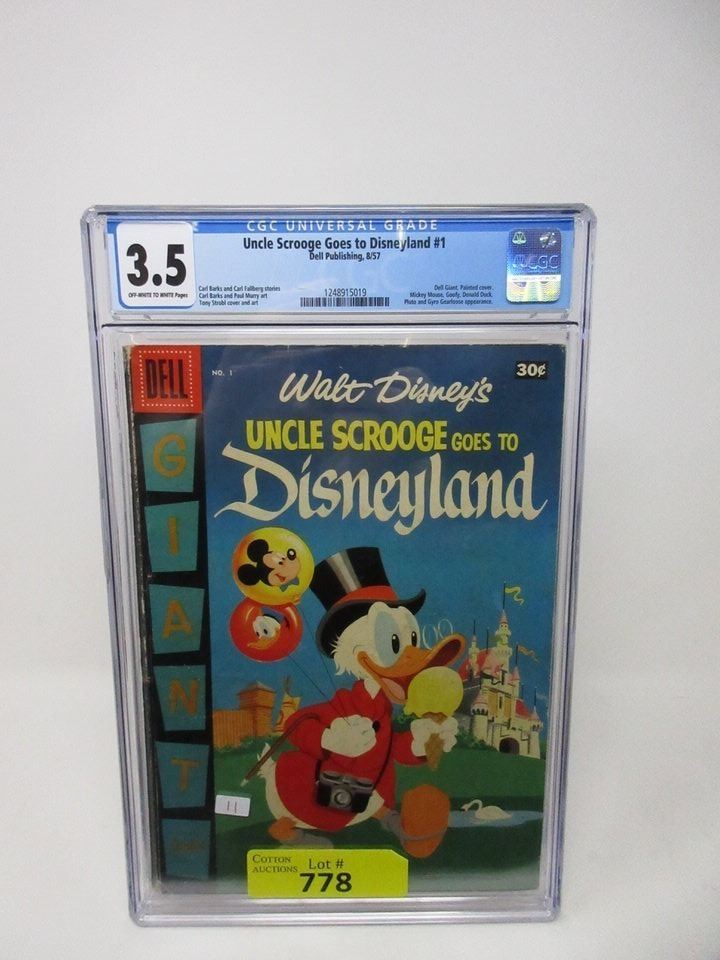 CGC UNIVERSAL GRADE
3.5
OFF-WHITE TO WHITE Pages
Uncle Scrooge Goes to Disneyland #1
Dell Publishing, 8/57
Carl Barks and Carl Fallberg stories
Carl Barks and Paul Murry art
Tony Strobl cover and art
1248915019
Dell Giant. Painted cover.
Mickey Mouse, Goofy, Donald Duck,
Pluto and Gyro Gearloose appearance.
CGC
DELL
NO. 1
30¢
Walt Disney's
UNCLE SCROOGE GOES TO
Disneyland
G
I
A
N
T
11
COTTON
AUCTIONS
Lot #
778